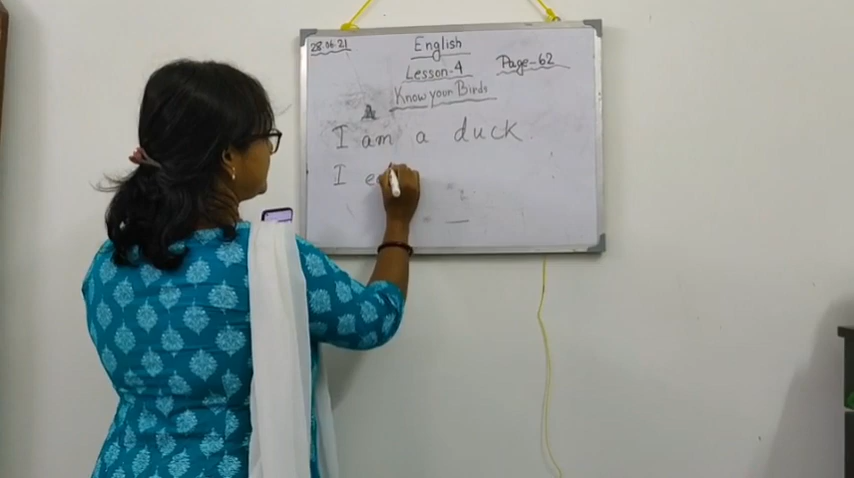 28.06.21
English
Lesson-4
Page-62
Know your Birds
I am a duck
I